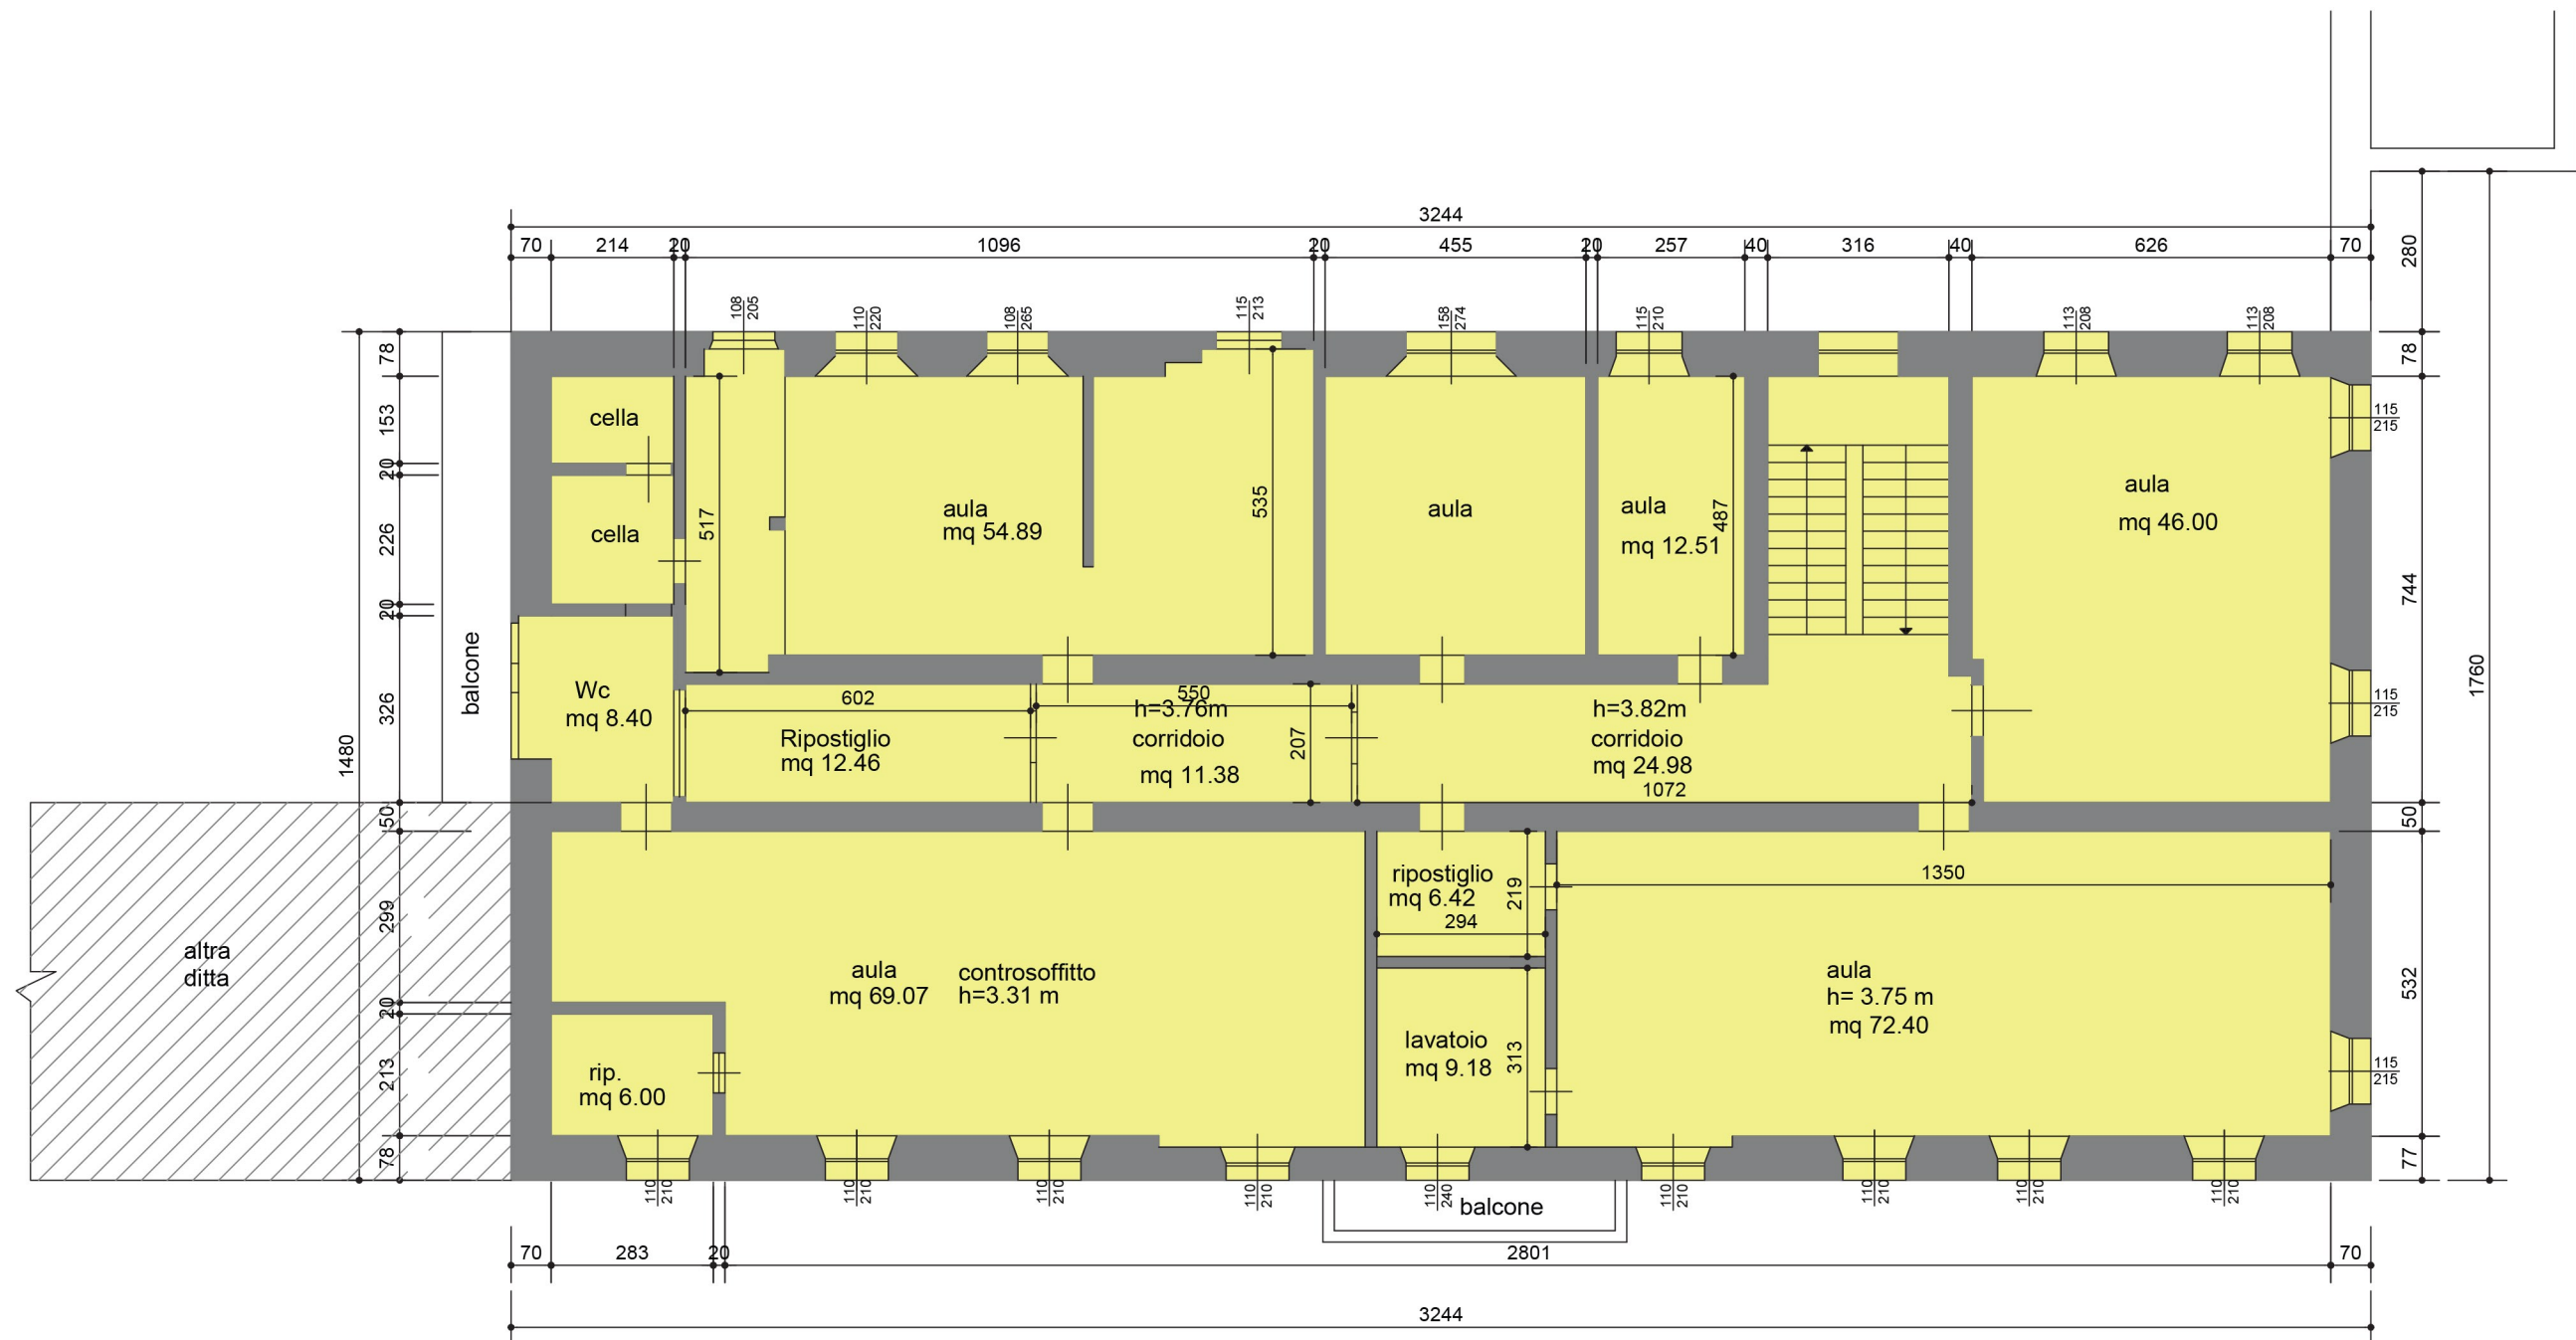 3244
70 214 20 1096 20 455 20 257 40 316 40 626 70
280
108 205
110 220
108 265
115 213
158 274
115 210
113 208
113 208
78
78
153
cella
115
215
20
226
cella
517
aula
mq 54.89
535
aula
aula
mq 12.51
487
aula
mq 46.00
744
20
balcone
326
Wc
mq 8.40
602
550
h=3.76m
h=3.82m
115
215
1760
1480
Ripostiglio
mq 12.46
corridoio
mq 11.38
207
corridoio
mq 24.98
1072
50
50
299
ripostiglio
mq 6.42
219
294
1350
altra
ditta
aula
mq 69.07
controsoffitto
h=3.31 m
aula
h= 3.75 m
mq 72.40
532
20
213
rip.
mq 6.00
lavatoio
mq 9.18
313
115
215
78
77
110 210
110 210
110 210
110 210
110 240
110 210
110 210
110 210
110 210
balcone
70 283 20 2801 70
3244